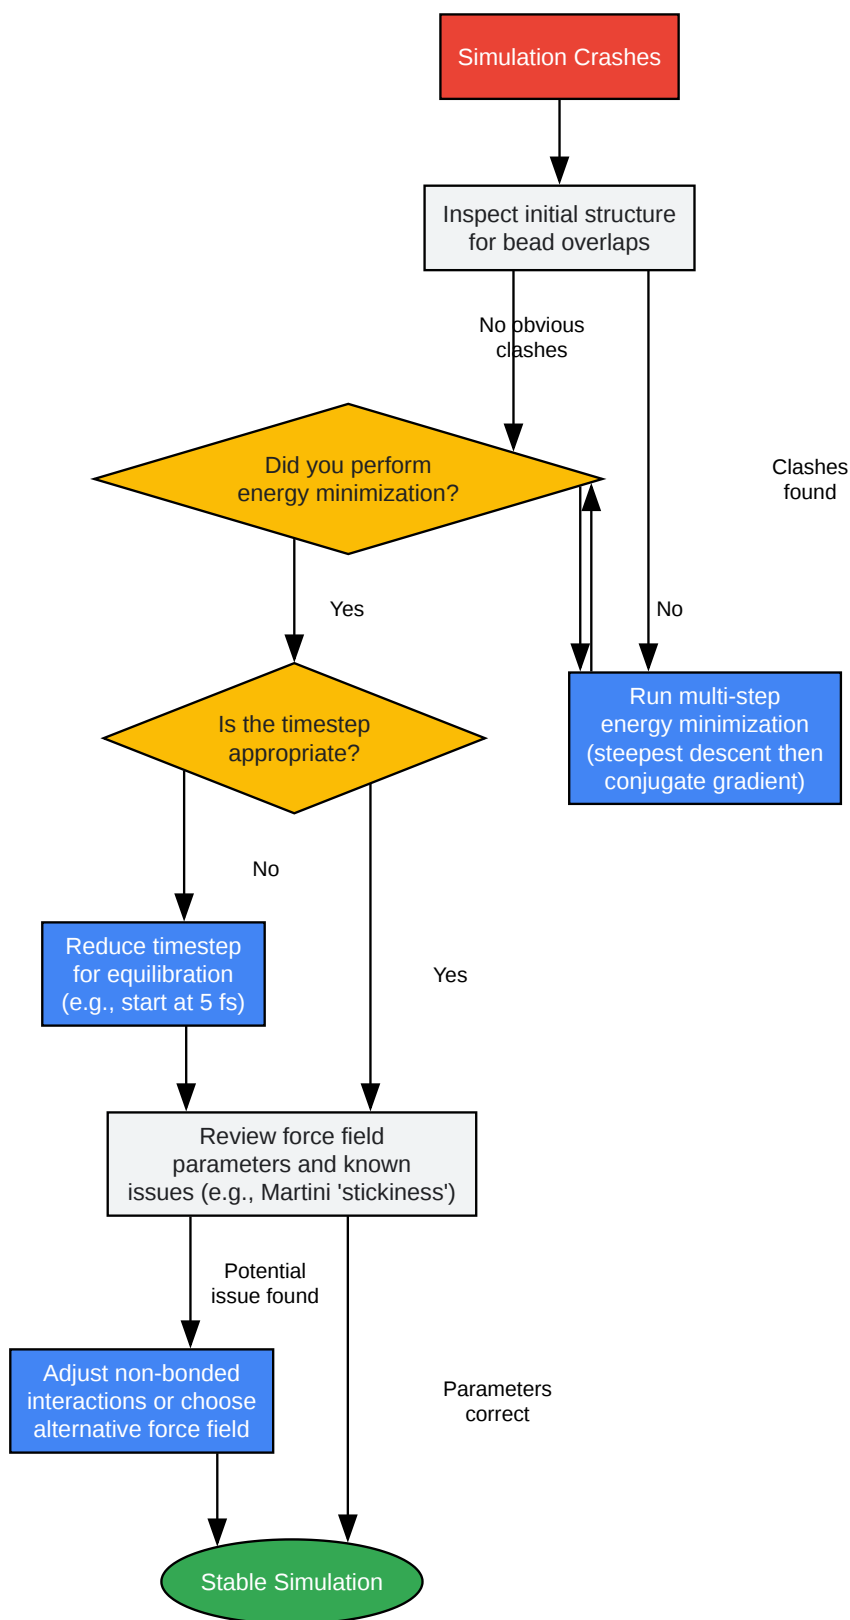 Simulation Crashes
Inspect initial structure
for bead overlaps
No obvious
clashes
Did you perform
energy minimization?
Clashes
found
Yes
No
Is the timestep
appropriate?
Run multi-step
energy minimization
(steepest descent then
conjugate gradient)
No
Reduce timestep
for equilibration
(e.g., start at 5 fs)
Yes
Review force field
parameters and known
issues (e.g., Martini 'stickiness')
Potential
issue found
Adjust non-bonded
interactions or choose
alternative force field
Parameters
correct
Stable Simulation